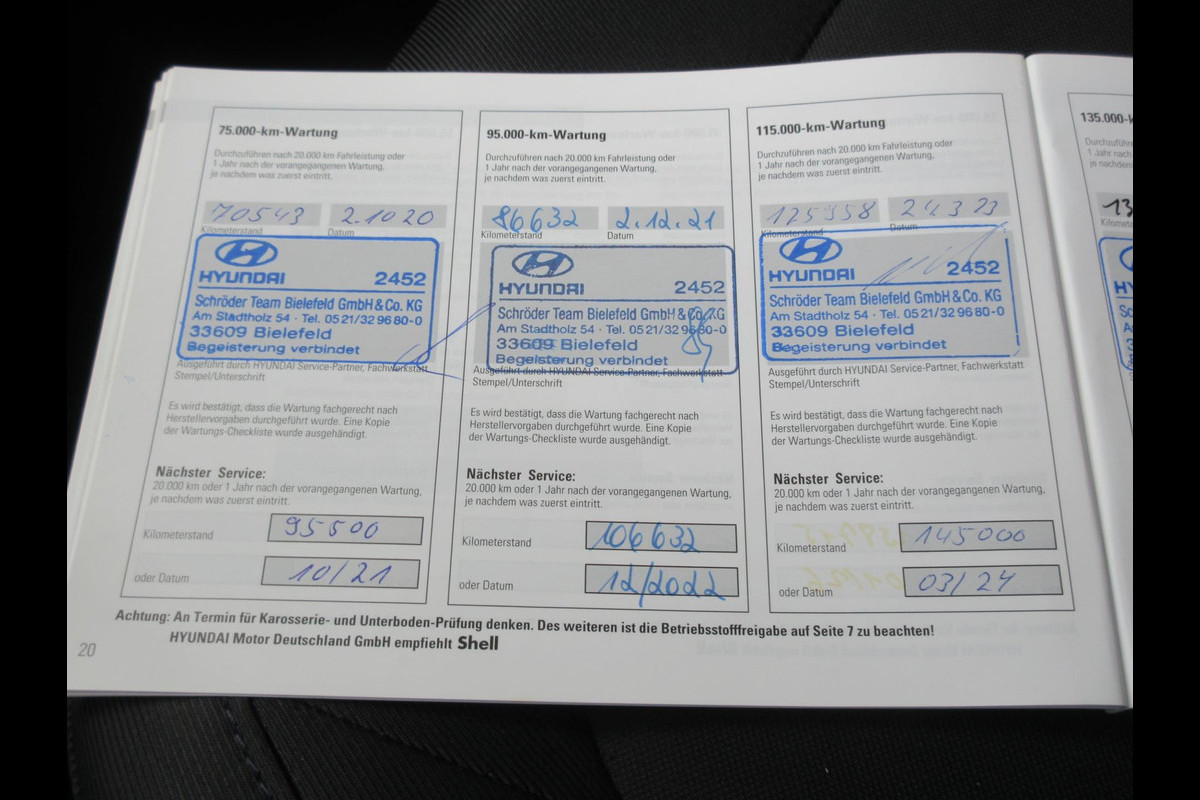 75.000-km-Wartung
Durchzuführen nach 20.000 km Fahrleistung oder
1 Jahr nach der vorangegangenen Wartung,
je nachdem was zuerst eintritt.
70543 2.10 20
Kilometerstand Datum
HYUNDAI 2452
Schröder Team Bielefeld GmbH & Co. KG
Am Stadtholz 54 · Tel. 05 21/32 96 80-0
33609 Bielefeld
Begeisterung verbindet
Ausgeführt durch HYUNDAI Service-Partner, Fachwerkstatt
Stempel/Unterschrift
Es wird bestätigt, dass die Wartung fachgerecht nach
Herstellervorgaben durchgeführt wurde. Eine Kopie
der Wartungs-Checkliste wurde ausgehändigt.
Nächster Service:
20.000 km oder 1 Jahr nach der vorangegangenen Wartung,
je nachdem was zuerst eintritt.
Kilometerstand 95500
oder Datum 10/21
95.000-km-Wartung
Durchzuführen nach 20.000 km Fahrleistung oder
1 Jahr nach der vorangegangenen Wartung,
je nachdem was zuerst eintritt.
86632 2.12.21
Kilometerstand Datum
HYUNDAI 2452
Schröder Team Bielefeld GmbH & Co. KG
Am Stadtholz 54 · Tel. 05 21/32 96 80-0
33609 Bielefeld
Begeisterung verbindet
Ausgeführt durch HYUNDAI Service-Partner, Fachwerkstatt
Stempel/Unterschrift
Es wird bestätigt, dass die Wartung fachgerecht nach
Herstellervorgaben durchgeführt wurde. Eine Kopie
der Wartungs-Checkliste wurde ausgehändigt.
Nächster Service:
20.000 km oder 1 Jahr nach der vorangegangenen Wartung,
je nachdem was zuerst eintritt.
Kilometerstand 106632
oder Datum 12/2022
115.000-km-Wartung
Durchzuführen nach 20.000 km Fahrleistung oder
1 Jahr nach der vorangegangenen Wartung,
je nachdem was zuerst eintritt.
24.3 23
Kilometerstand Datum
HYUNDAI 2452
Schröder Team Bielefeld GmbH & Co. KG
Am Stadtholz 54 · Tel. 05 21/32 96 80-0
33609 Bielefeld
Begeisterung verbindet
Ausgeführt durch HYUNDAI Service-Partner, Fachwerkstatt
Stempel/Unterschrift
Es wird bestätigt, dass die Wartung fachgerecht nach
Herstellervorgaben durchgeführt wurde. Eine Kopie
der Wartungs-Checkliste wurde ausgehändigt.
Nächster Service:
20.000 km oder 1 Jahr nach der vorangegangenen Wartung,
je nachdem was zuerst eintritt.
Kilometerstand 145000
oder Datum 03/24
Achtung: An Termin für Karosserie- und Unterboden-Prüfung denken. Des weiteren ist die Betriebsstofffreigabe auf Seite 7 zu beachten!
HYUNDAI Motor Deutschland GmbH empfiehlt Shell
20
135.000-k
1 Jahr nach
je nachdem
13